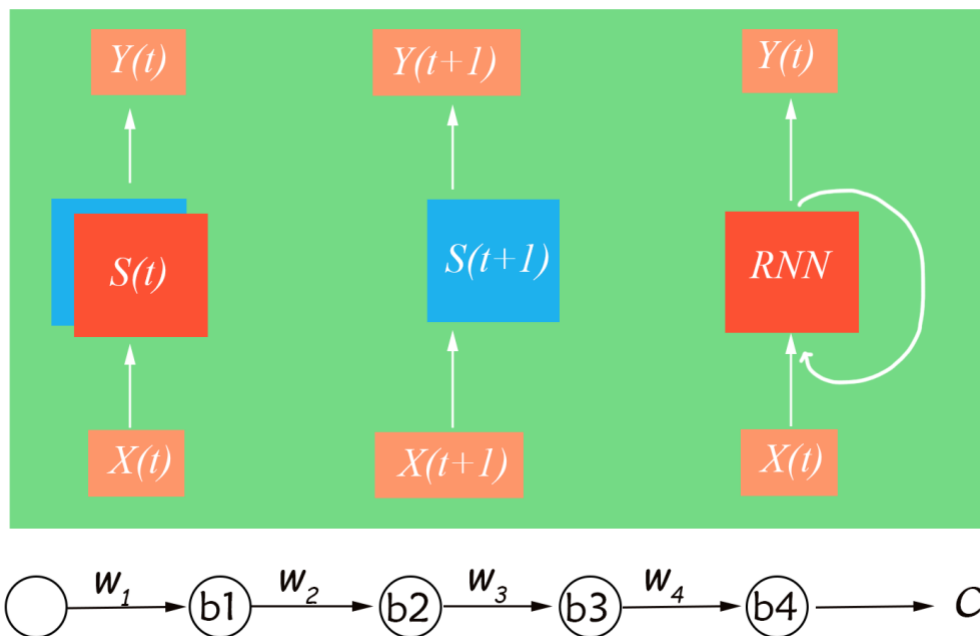 Y(t) Y(t+1) Y(t)
S(t) S(t+1) RNN
X(t) X(t+1) X(t)
w₁ w₂ w₃ w₄
b1 b2 b3 b4 C